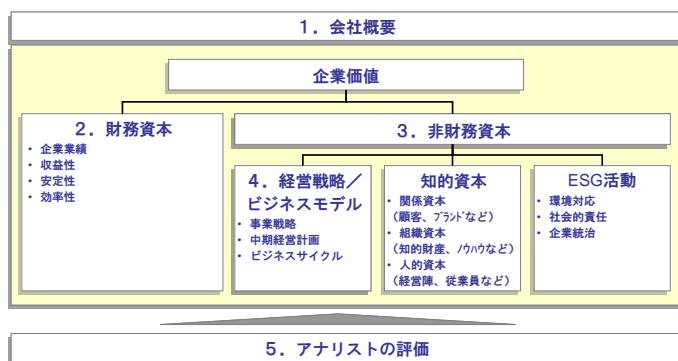 1．会社概要
企業価値
2．財務資本
・ 企業業績
・ 収益性
・ 安定性
・ 効率性
3．非財務資本
4．経営戦略／
ビジネスモデル
・ 事業戦略
・ 中期経営計画
・ ビジネスサイクル
知的資本
・ 関係資本
（顧客、ﾌﾞﾗﾝﾄﾞなど）
・ 組織資本
（知的財産、ﾉｳﾊｳなど）
・ 人的資本
（経営陣、従業員など）
ESG活動
・ 環境対応
・ 社会的責任
・ 企業統治
5．アナリストの評価